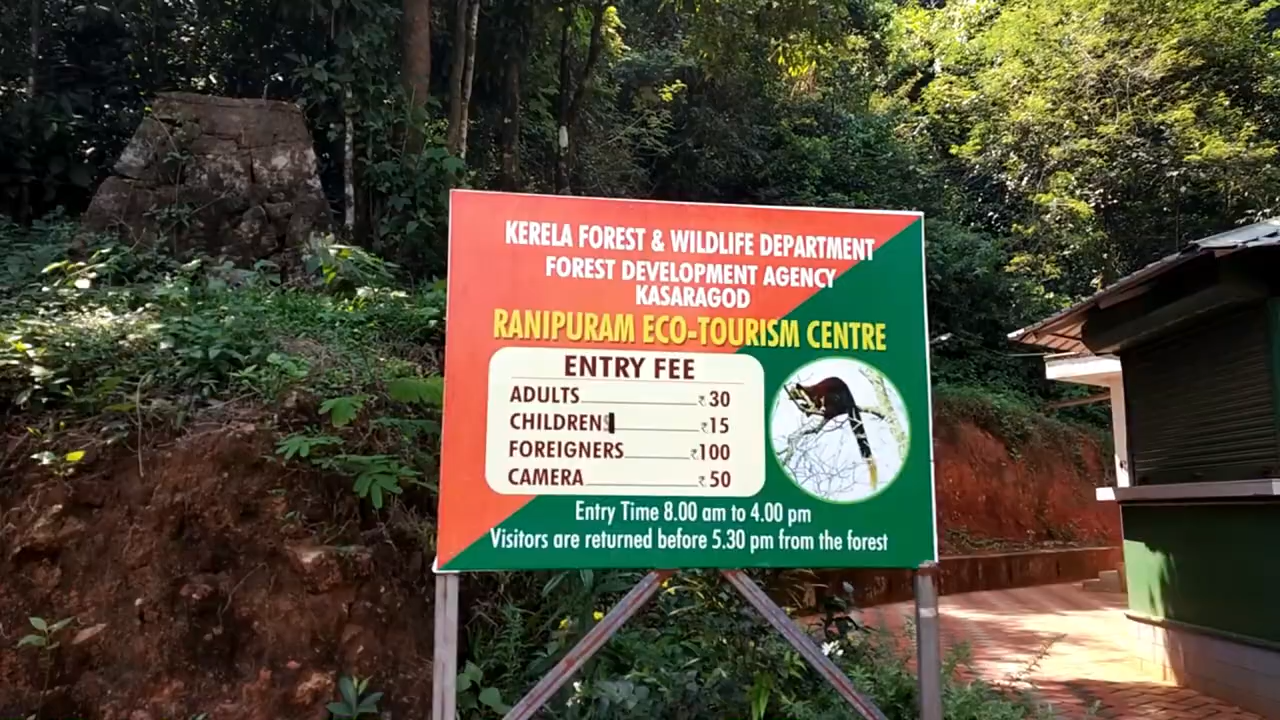 KERELA FOREST & WILDLIFE DEPARTMENT
FOREST DEVELOPMENT AGENCY
KASARAGOD
RANIPURAM ECO-TOURISM CENTRE
ENTRY FEE
ADULTS ₹ 30
CHILDREN ₹ 15
FOREIGNERS ₹ 100
CAMERA ₹ 50
Entry Time 8.00 am to 4.00 pm
Visitors are returned before 5.30 pm from the forest